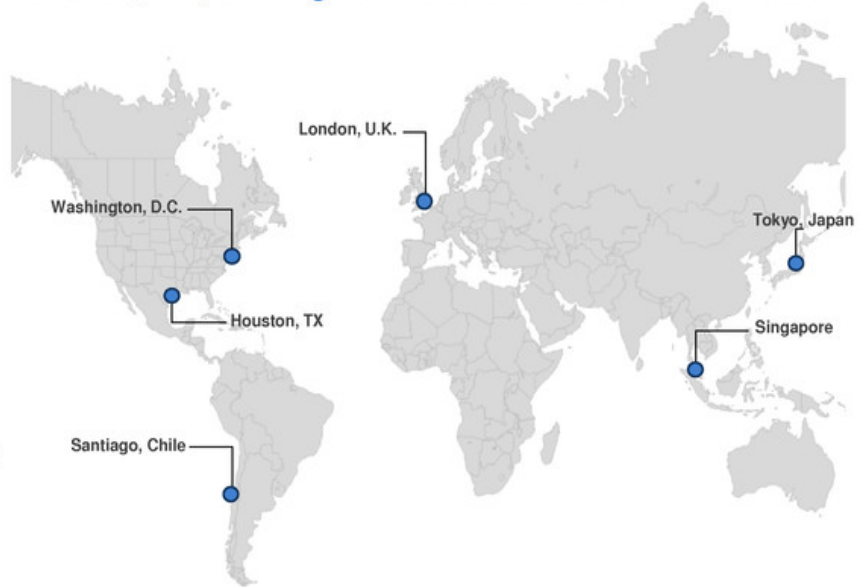 London, U.K.
Washington, D.C.
Tokyo, Japan
Houston, TX
Singapore
Santiago, Chile